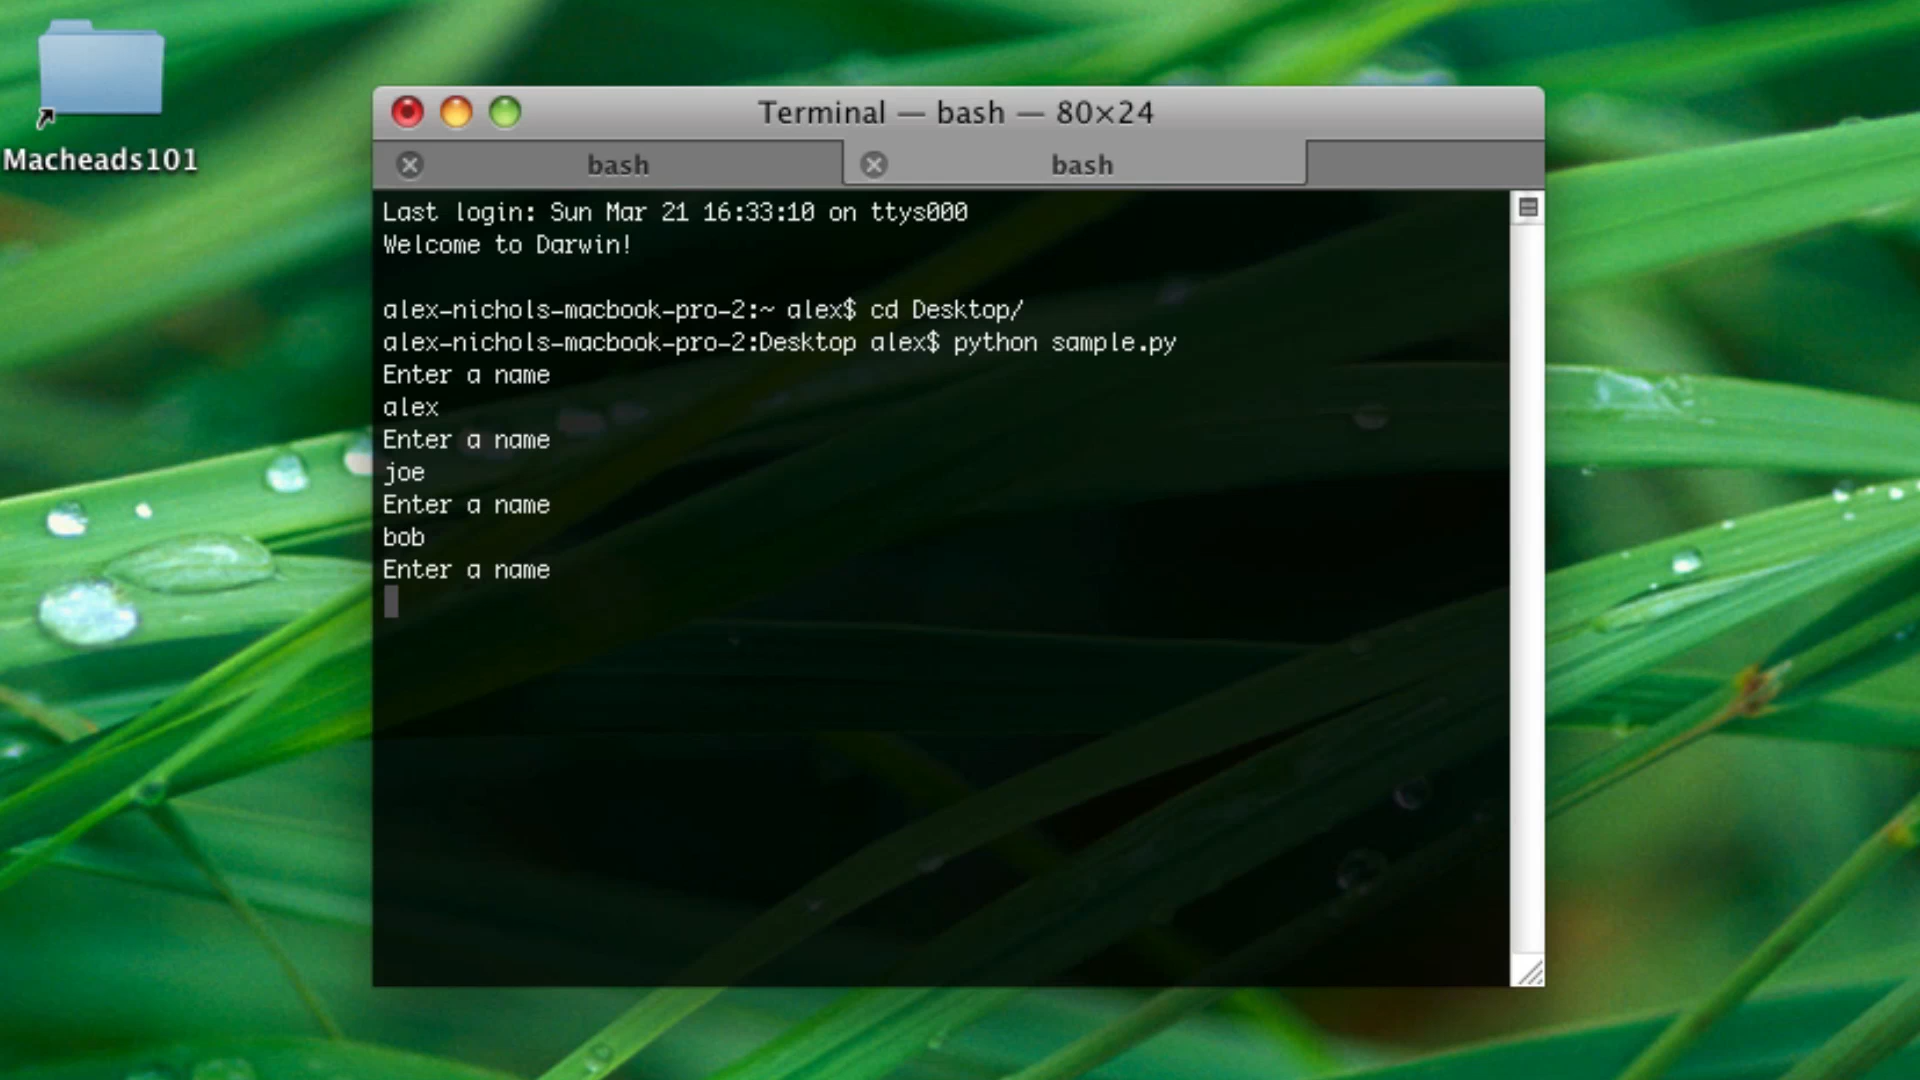 Macheads101
Terminal — bash — 80×24
bash
bash
Last login: Sun Mar 21 16:33:10 on ttys000
Welcome to Darwin!
alex-nichols-macbook-pro-2:~ alex$ cd Desktop/
alex-nichols-macbook-pro-2:Desktop alex$ python sample.py
Enter a name
alex
Enter a name
joe
Enter a name
bob
Enter a name